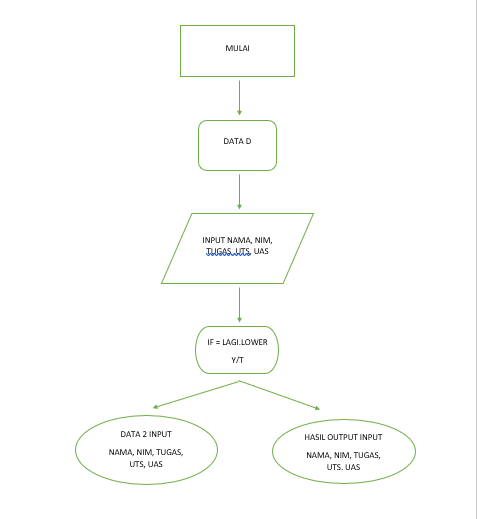 MULAI
DATA D
INPUT NAMA, NIM,
TUGAS, UTS, UAS
IF = LAGI.LOWER
Y/T
DATA 2 INPUT
NAMA, NIM, TUGAS,
UTS, UAS
HASIL OUTPUT INPUT
NAMA, NIM, TUGAS,
UTS. UAS